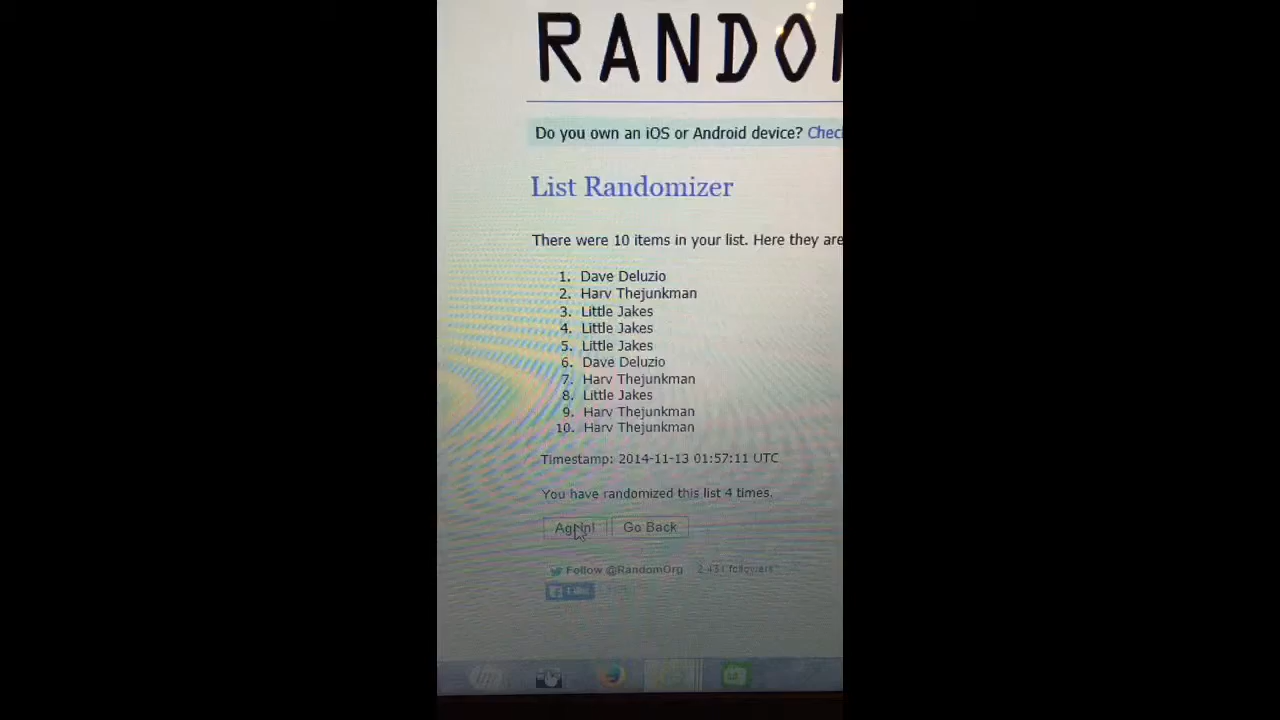 RANDO
Do you own an iOS or Android device? Chec
List Randomizer
There were 10 items in your list. Here they are
1. Dave Deluzio
2. Harv Thejunkman
3. Little Jakes
4. Little Jakes
5. Little Jakes
6. Dave Deluzio
7. Harv Thejunkman
8. Little Jakes
9. Harv Thejunkman
10. Harv Thejunkman
Timestamp: 2014-11-13 01:57:11 UTC
You have randomized this list 4 times.
Again! Go Back
Follow @RandomOrg followers
Like
hp